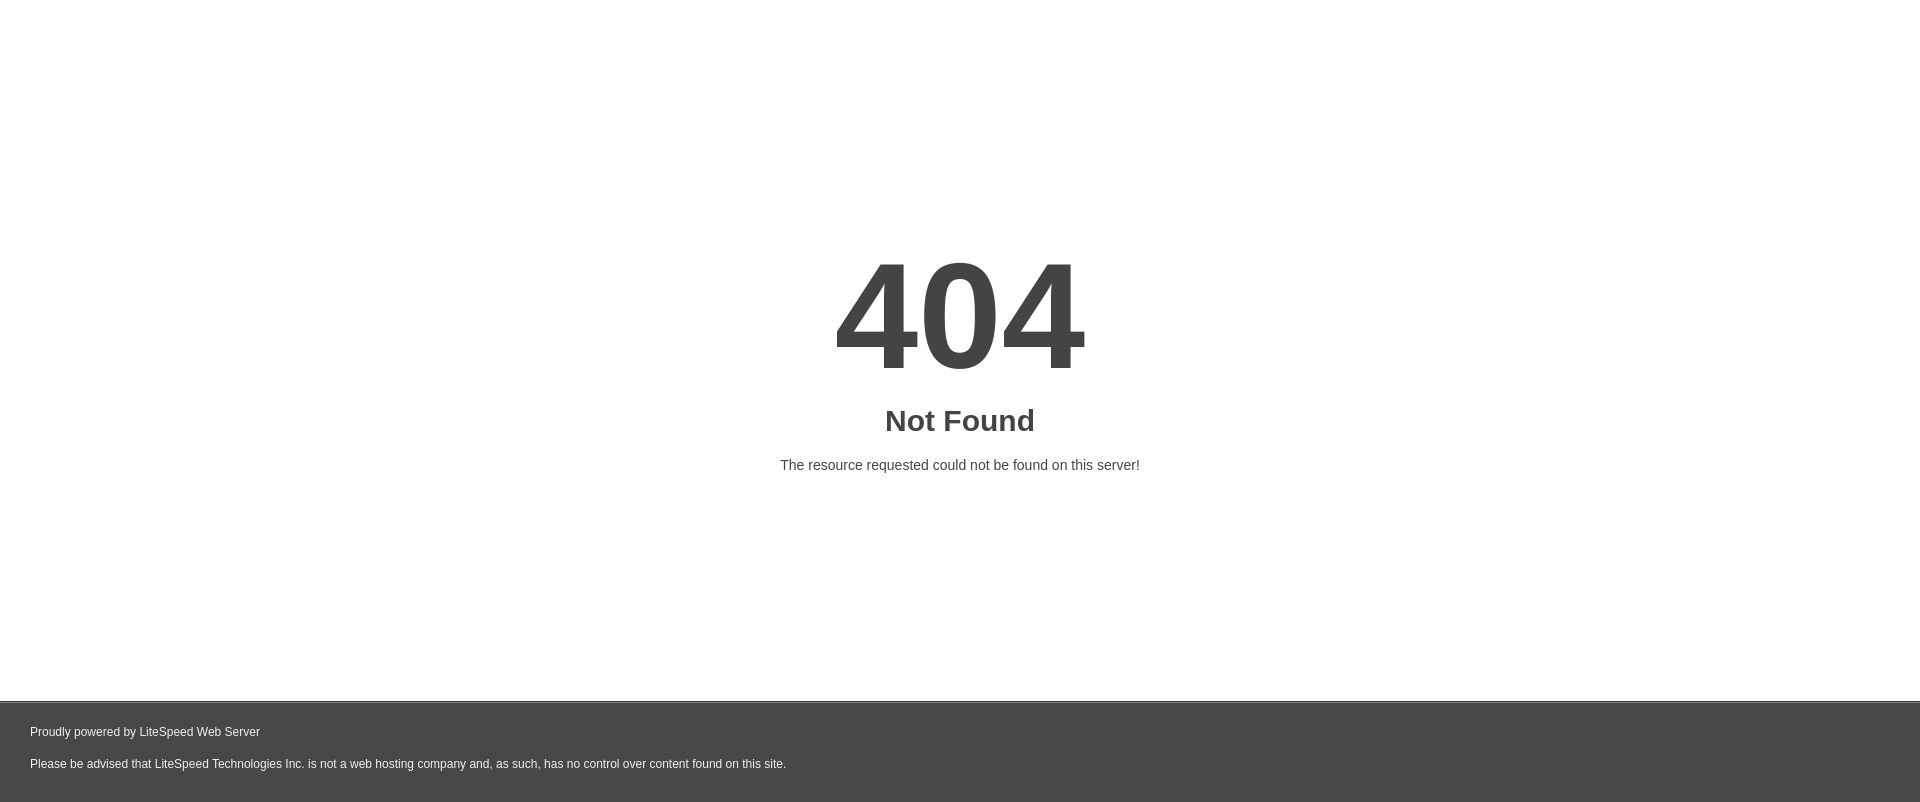 404
Not Found
The resource requested could not be found on this server!
Proudly powered by LiteSpeed Web Server
Please be advised that LiteSpeed Technologies Inc. is not a web hosting company and, as such, has no control over content found on this site.